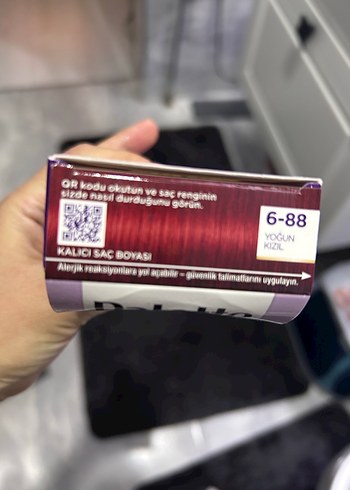 QR kodu okutun ve saç renginin
sizde nasıl durduğunu görün.
6-88
YOĞUN
KIZIL
KALICI SAÇ BOYASI
Alerjik reaksiyonlara yol açabilir – güvenlik talimatlarını uygulayın.